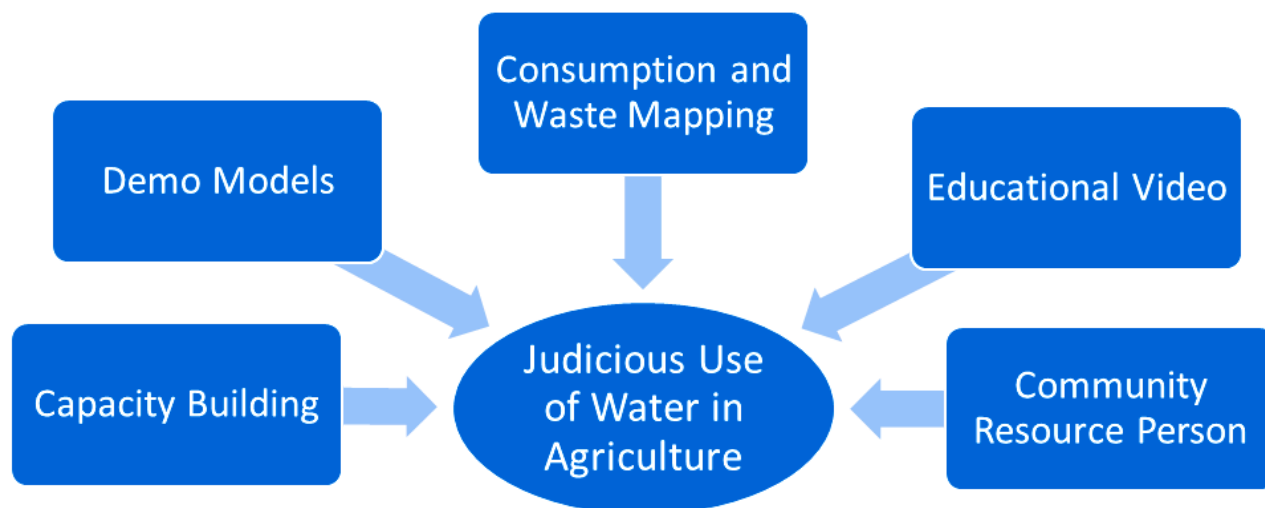 Consumption and
Waste Mapping
Demo Models
Educational Video
Capacity Building
Judicious Use
of Water in
Agriculture
Community
Resource Person